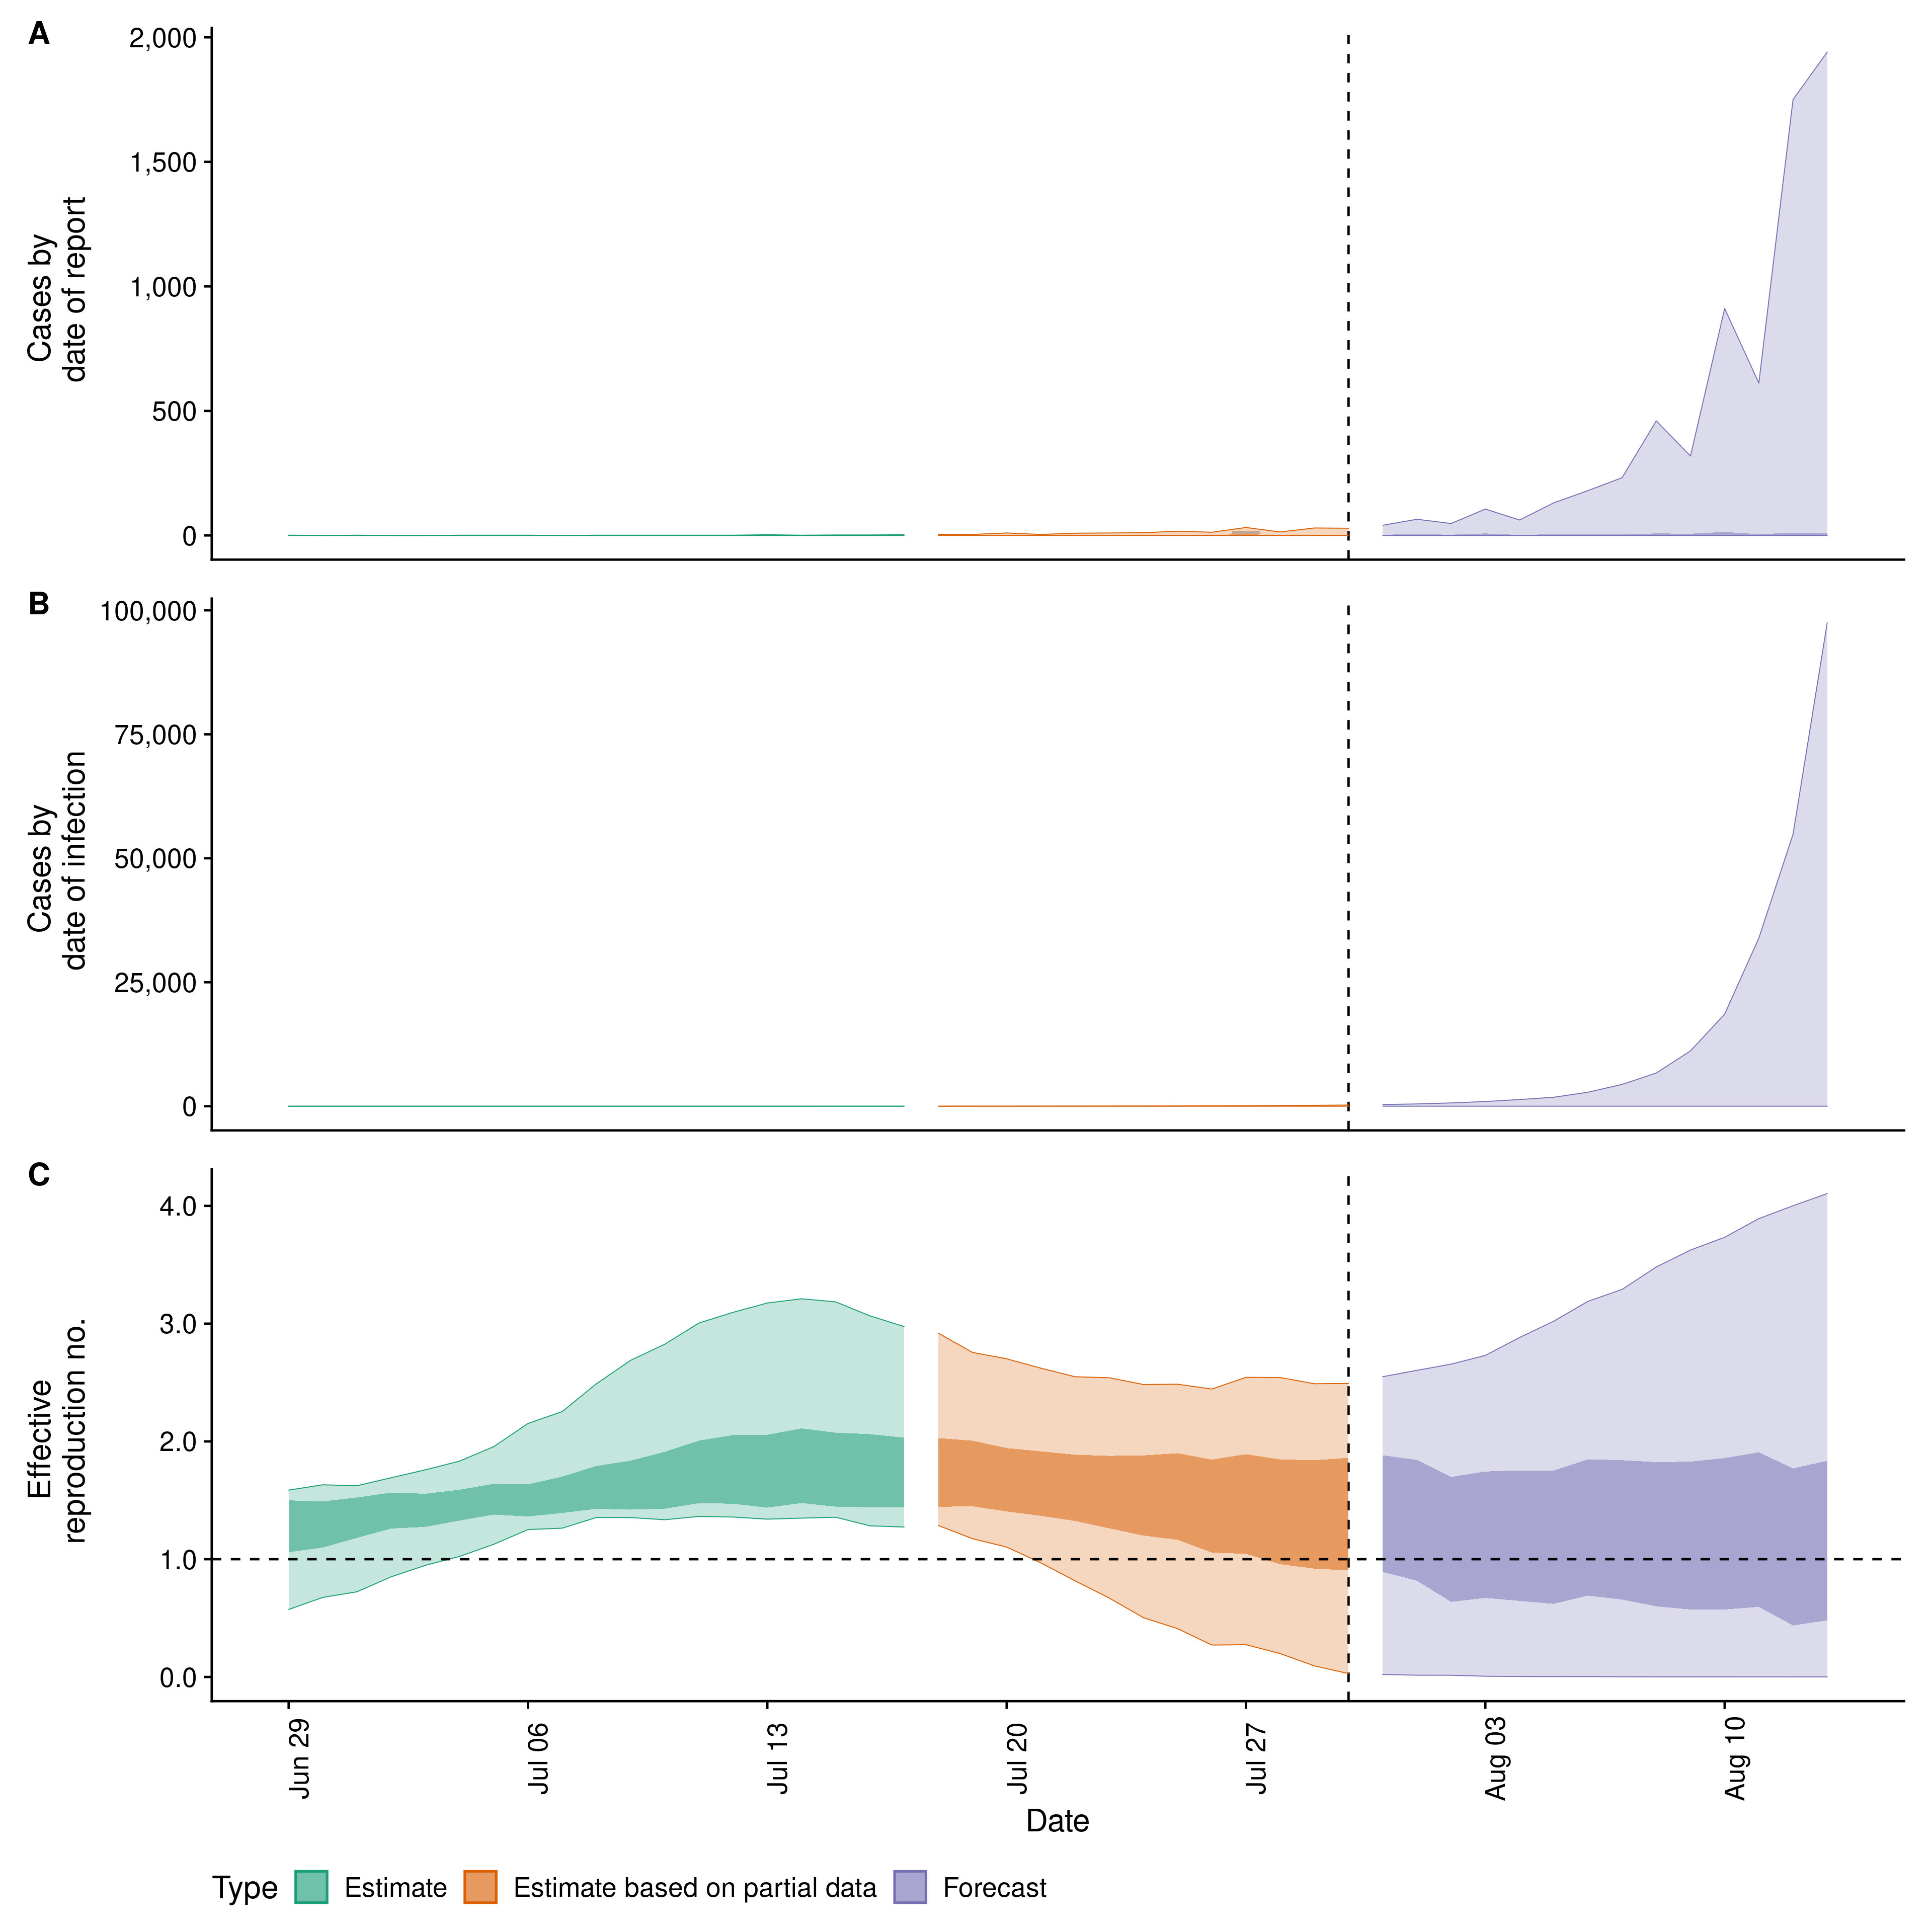 A
2,000
1,500
1,000
500
0
Cases by
date of report
B
100,000
75,000
50,000
25,000
0
Cases by
date of infection
C
4.0
3.0
2.0
1.0
0.0
Effective
reproduction no.
Jun 29
Jul 06
Jul 13
Jul 20
Jul 27
Aug 03
Aug 10
Date
Type Estimate Estimate based on partial data Forecast